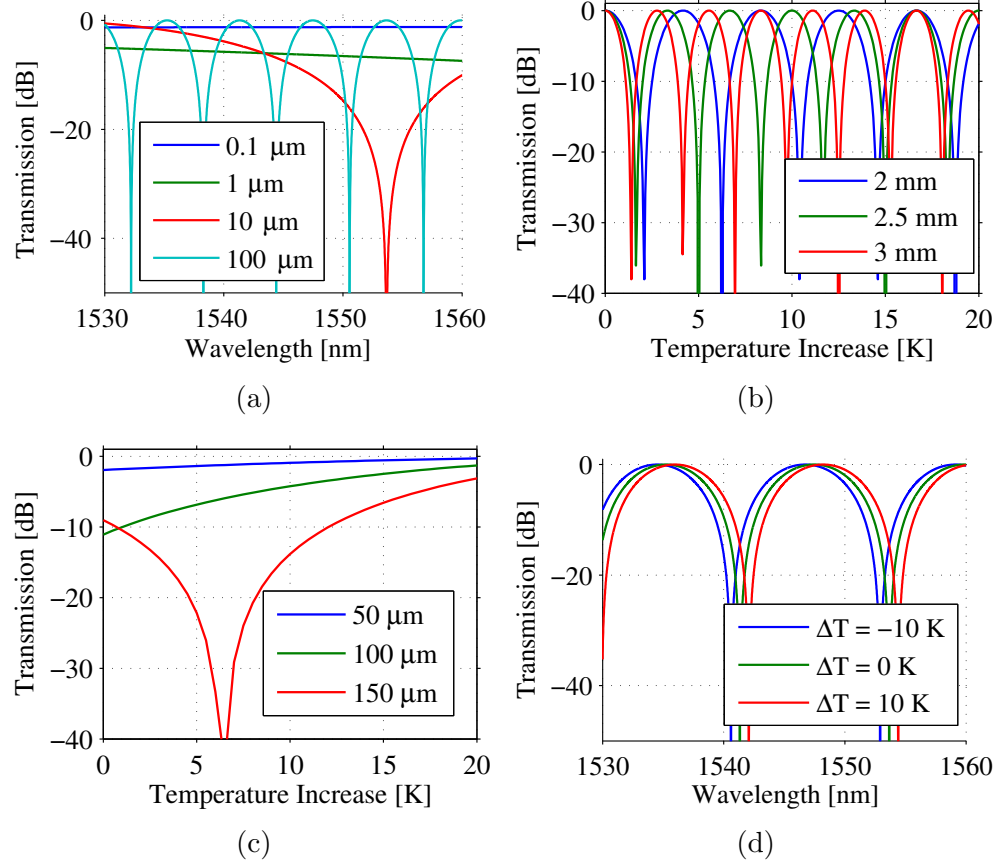 0
−20
−40
Transmission [dB]
0.1 μm
1 μm
10 μm
100 μm
1530 1540 1550 1560
Wavelength [nm]
(a)
0
−10
−20
−30
−40
Transmission [dB]
2 mm
2.5 mm
3 mm
0 5 10 15 20
Temperature Increase [K]
(b)
0
−10
−20
−30
−40
Transmission [dB]
50 μm
100 μm
150 μm
0 5 10 15 20
Temperature Increase [K]
(c)
0
−20
−40
Transmission [dB]
ΔT = −10 K
ΔT = 0 K
ΔT = 10 K
1530 1540 1550 1560
Wavelength [nm]
(d)